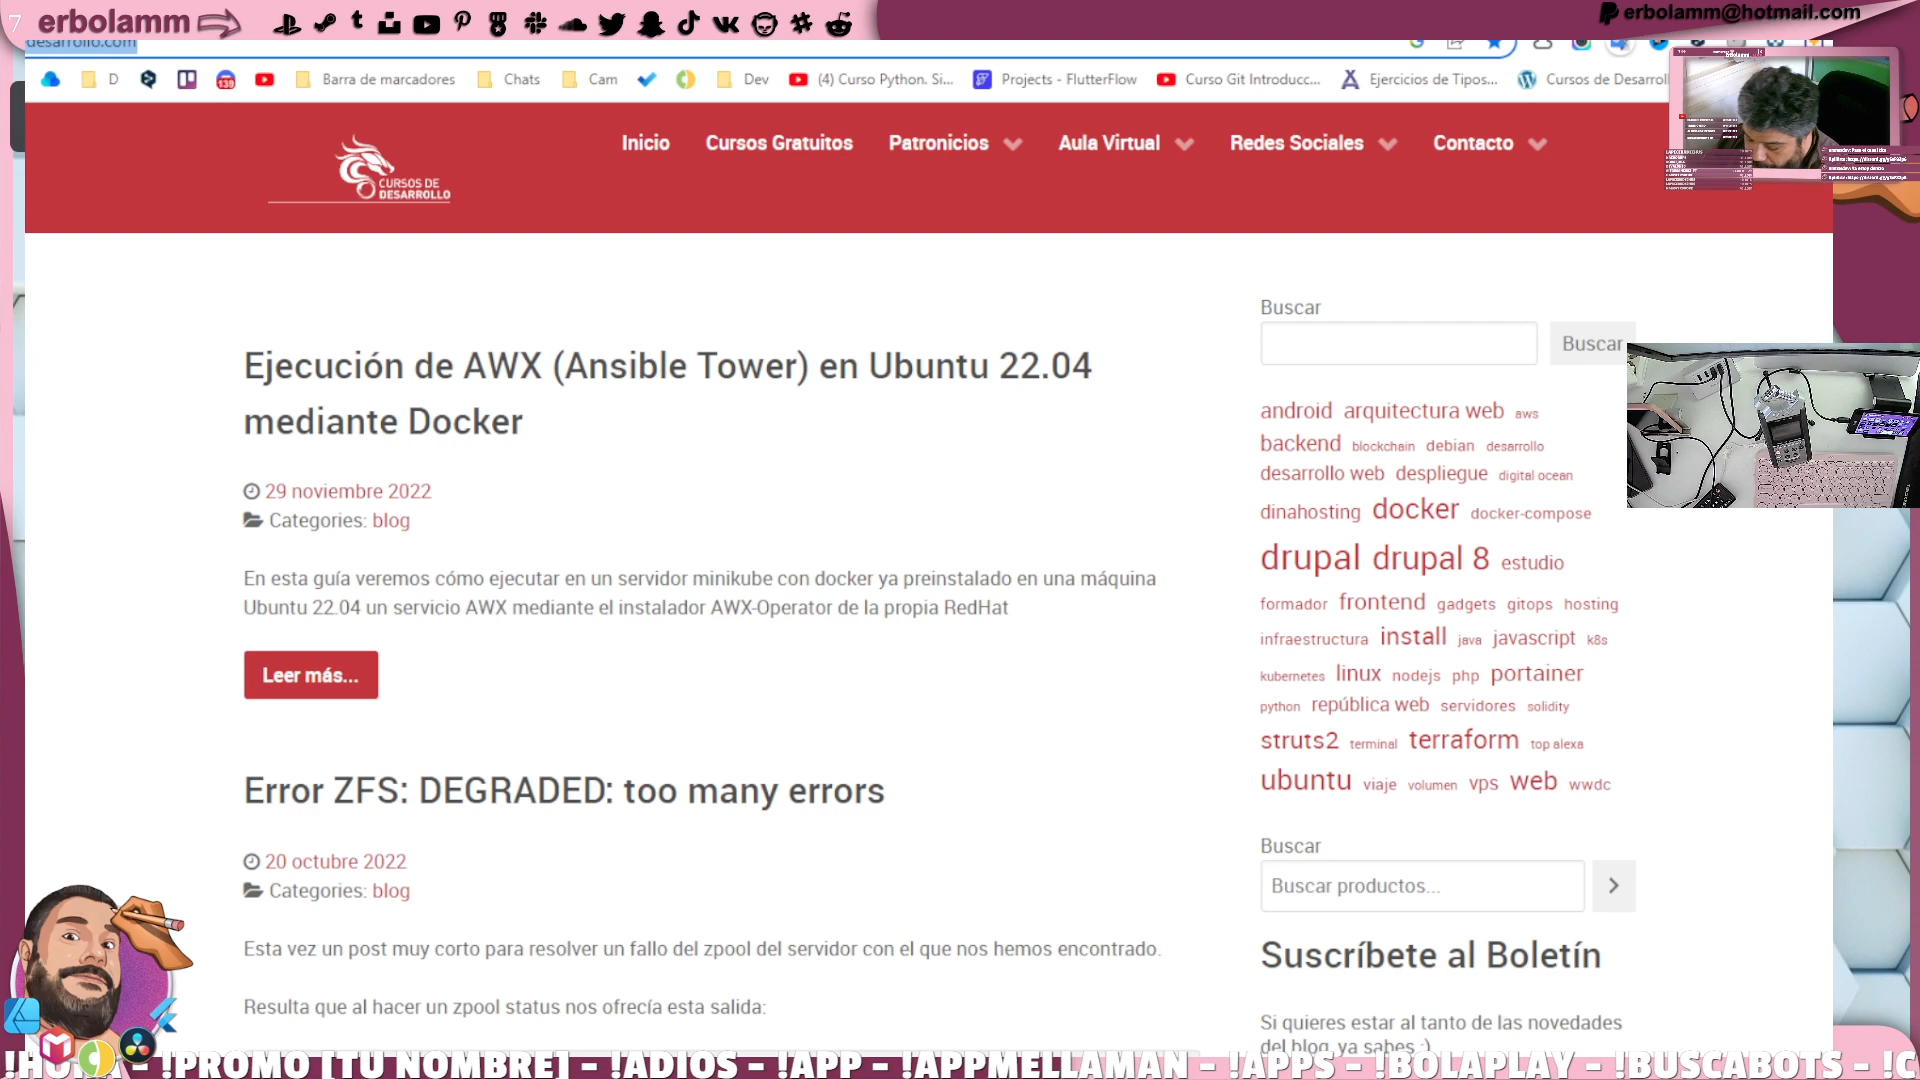 7 erbolamm
erbolamm@hotmail.com
desarrollo.com
D
139
Barra de marcadores
Chats
Cam
Dev
(4) Curso Python. Si...
Projects - FlutterFlow
Curso Git Introducc...
Ejercicios de Tipos...
Cursos de Desarroll
CURSOS DE
DESARROLLO
Inicio
Cursos Gratuitos
Patronicios
Aula Virtual
Redes Sociales
Contacto
Ejecución de AWX (Ansible Tower) en Ubuntu 22.04
mediante Docker
29 noviembre 2022
Categories: blog
En esta guía veremos cómo ejecutar en un servidor minikube con docker ya preinstalado en una máquina
Ubuntu 22.04 un servicio AWX mediante el instalador AWX-Operator de la propia RedHat
Leer más...
Error ZFS: DEGRADED: too many errors
20 octubre 2022
Categories: blog
Esta vez un post muy corto para resolver un fallo del zpool del servidor con el que nos hemos encontrado.
Resulta que al hacer un zpool status nos ofrecía esta salida:
Buscar
Buscar
android arquitectura web aws
backend blockchain debian desarrollo
desarrollo web despliegue digital ocean
dinahosting docker docker-compose
drupal drupal 8 estudio
formador frontend gadgets gitops hosting
infraestructura install java javascript k8s
kubernetes linux nodejs php portainer
python república web servidores solidity
struts2 terminal terraform top alexa
ubuntu viaje volumen vps web wwdc
Buscar
Buscar productos...
Suscríbete al Boletín
Si quieres estar al tanto de las novedades
del blog, ya sabes :)
!HORA - !PROMO [TU NOMBRE] - !ADIOS - !APP - !APPMELLAMAN - !APPS - !BOLAPLAY - !BUSCABOTS - !C